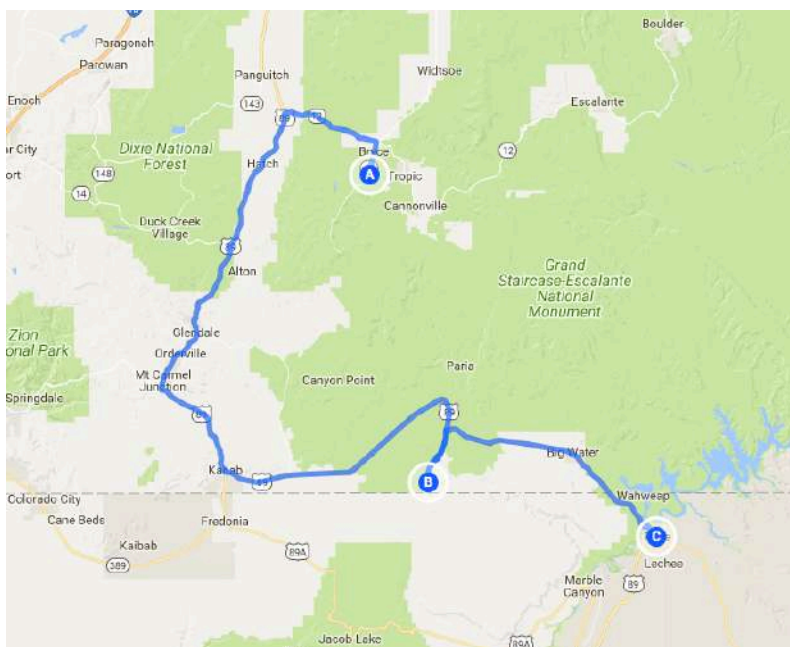 Paragonah
Parowan
Enoch
Panguitch
Widtsoe
Boulder
Escalante
143
89
12
Dixie National
Forest
Hatch
Bryce
A
Tropic
12
148
14
Cannonville
Duck Creek
Village
89
Alton
Grand
Staircase-Escalante
National
Monument
Zion
onal Park
Glendale
Orderville
Mt Carmel
Junction
Springdale
Canyon Point
Paria
89
89
Big Water
Kanab
89
B
Wahweap
Colorado City
Cane Beds
Fredonia
C
Kaibab
389
89A
Lechee
Marble
Canyon
89
Jacob Lake
89A